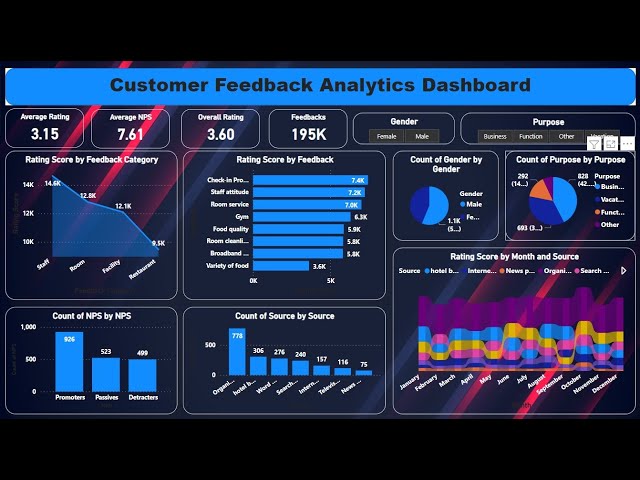 Customer Feedback Analytics Dashboard
Average Rating
3.15
Average NPS
7.61
Overall Rating
3.60
Feedbacks
195K
Gender
Female Male
Purpose
Business Function Other
Rating Score by Feedback Category
14K
12K
10K
14.6K
12.8K
12.1K
9.5K
Staff
Room
Facility
Restaurant
Rating Score by Feedback
Check-in Pro... 7.4K
Staff attitude 7.2K
Room service 7.0K
Gym 6.3K
Food quality 5.9K
Room cleanli... 5.8K
Broadband ... 5.8K
Variety of food 3.6K
0K 5K
Count of Gender by
Gender
Gender
Male
Fe...
1.1K
(5...)
Count of Purpose by Purpose
292
(14...)
828
(42...)
693 (3...)
Purpose
Busin...
Vacat...
Funct...
Other
Rating Score by Month and Source
Source hotel b... Interne... News p... Organi... Search ...
January
February
March
April
May
June
July
August
September
October
November
December
Count of NPS by NPS
1,000
500
0
926
523
499
Promoters
Passives
Detracters
Count of Source by Source
500
0
778
306
276
240
157
116
75
Organi...
hotel b...
Word ...
Search...
Intern...
Televis...
News ...